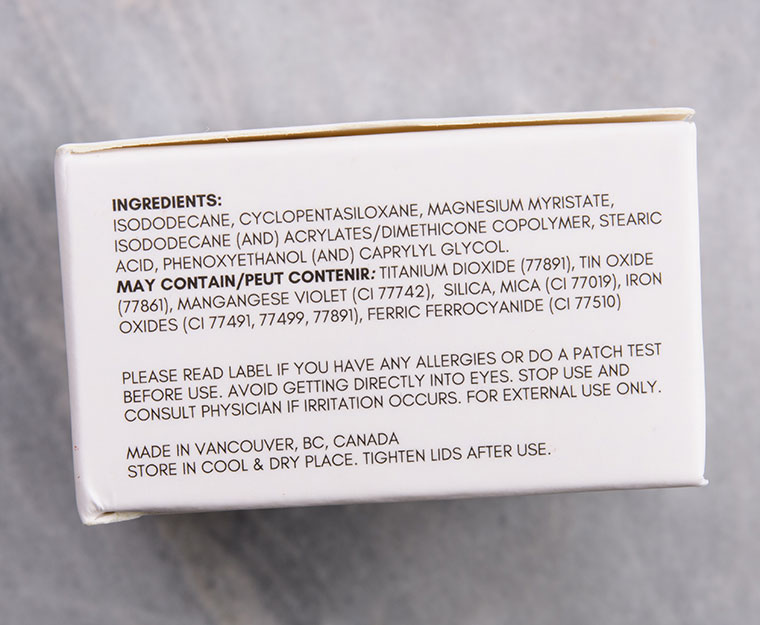 INGREDIENTS:
ISODODECANE, CYCLOPENTASILOXANE, MAGNESIUM MYRISTATE,
ISODODECANE (AND) ACRYLATES/DIMETHICONE COPOLYMER, STEARIC
ACID, PHENOXYETHANOL (AND) CAPRYLYL GLYCOL.
MAY CONTAIN/PEUT CONTENIR: TITANIUM DIOXIDE (77891), TIN OXIDE
(77861), MANGANGESE VIOLET (CI 77742), SILICA, MICA (CI 77019), IRON
OXIDES (CI 77491, 77499, 77891), FERRIC FERROCYANIDE (CI 77510)
PLEASE READ LABEL IF YOU HAVE ANY ALLERGIES OR DO A PATCH TEST
BEFORE USE. AVOID GETTING DIRECTLY INTO EYES. STOP USE AND
CONSULT PHYSICIAN IF IRRITATION OCCURS. FOR EXTERNAL USE ONLY.
MADE IN VANCOUVER, BC, CANADA
STORE IN COOL & DRY PLACE. TIGHTEN LIDS AFTER USE.